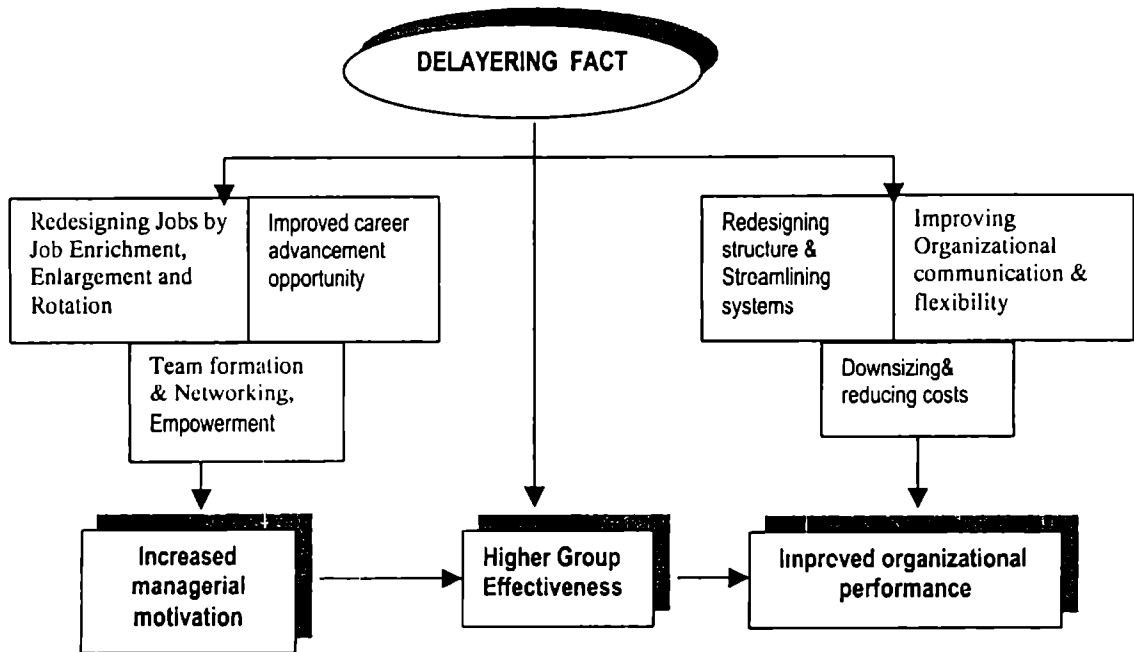 DELAYERING FACT
Redesigning Jobs by
Job Enrichment,
Enlargement and
Rotation
Improved career
advancement
opportunity
Team formation
& Networking,
Empowerment
Redesigning
structure &
Streamlining
systems
Improving
Organizational
communication &
flexibility
Downsizing&
reducing costs
Increased
managerial
motivation
Higher Group
Effectiveness
Improved organizational
performance